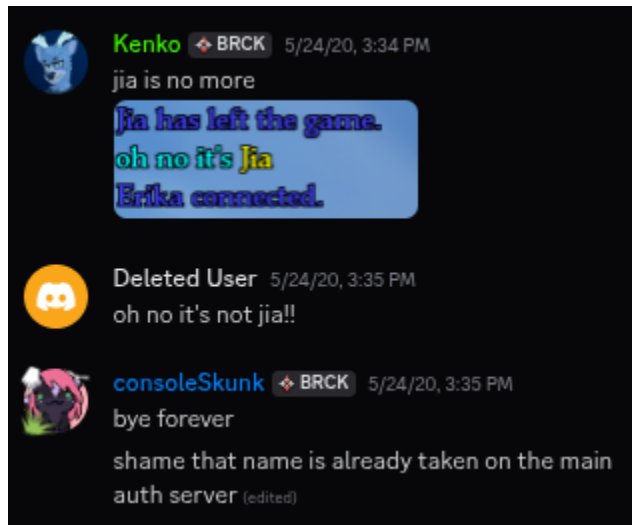 Kenko BRCK 5/24/20, 3:34 PM
jia is no more
Jia has left the game.
oh no it's Jia
Erika connected.
Deleted User 5/24/20, 3:35 PM
oh no it's not jia!!
consoleSkunk BRCK 5/24/20, 3:35 PM
bye forever
shame that name is already taken on the main
auth server (edited)